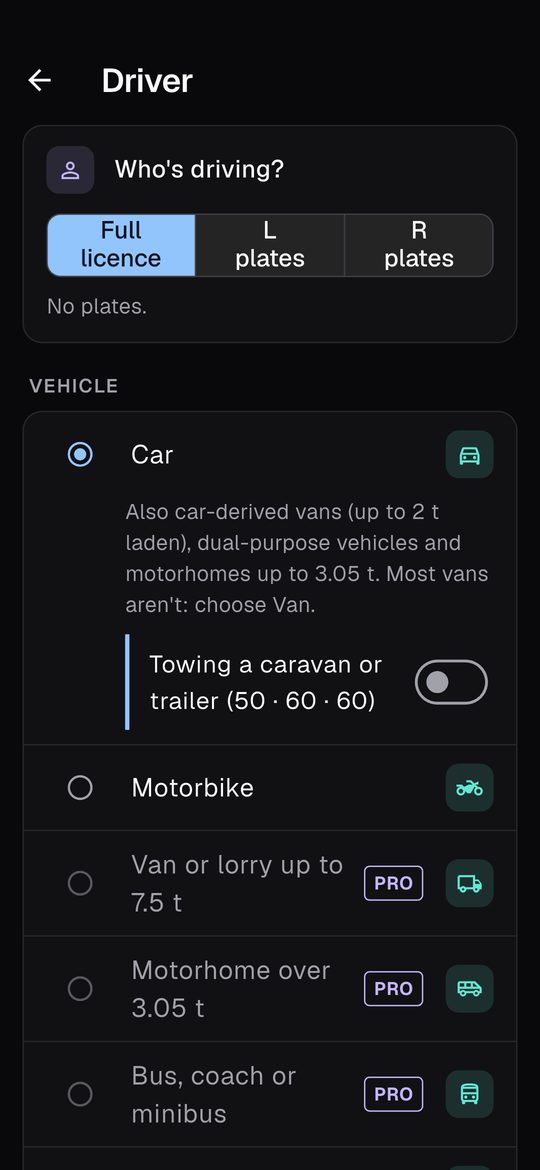 Driver
Who's driving?
Full
licence
L
plates
R
plates
No plates.
VEHICLE
Car
Also car-derived vans (up to 2 t
laden), dual-purpose vehicles and
motorhomes up to 3.05 t. Most vans
aren't: choose Van.
Towing a caravan or
trailer (50 · 60 · 60)
Motorbike
Van or lorry up to
7.5 t
PRO
Motorhome over
3.05 t
PRO
Bus, coach or
minibus
PRO